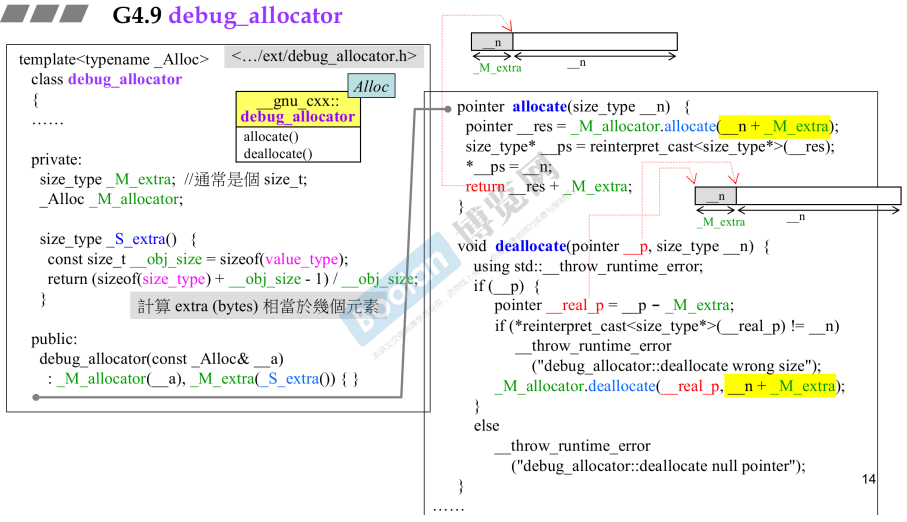 G4.9 debug_allocator
template<typename _Alloc>
<…/ext/debug_allocator.h>
class debug_allocator
{
……
Alloc
__gnu_cxx::
debug_allocator
allocate()
deallocate()
private:
size_type _M_extra; //通常是個 size_t;
_Alloc _M_allocator;
size_type _S_extra() {
const size_t __obj_size = sizeof(value_type);
return (sizeof(size_type) + __obj_size - 1) / __obj_size;
}
計算 extra (bytes) 相當於幾個元素
public:
debug_allocator(const _Alloc& __a)
: _M_allocator(__a), _M_extra(_S_extra()) { }
__n
_M_extra
__n
pointer allocate(size_type __n) {
pointer __res = _M_allocator.allocate(__n + _M_extra);
size_type* __ps = reinterpret_cast<size_type*>(__res);
*__ps = __n;
return __res + _M_extra;
}
__n
_M_extra
__n
void deallocate(pointer __p, size_type __n) {
using std::__throw_runtime_error;
if (__p) {
pointer __real_p = __p - _M_extra;
if (*reinterpret_cast<size_type*>(__real_p) != __n)
__throw_runtime_error
("debug_allocator::deallocate wrong size");
_M_allocator.deallocate(__real_p, __n + _M_extra);
}
else
__throw_runtime_error
("debug_allocator::deallocate null pointer");
}
……
14
boolan 博览网